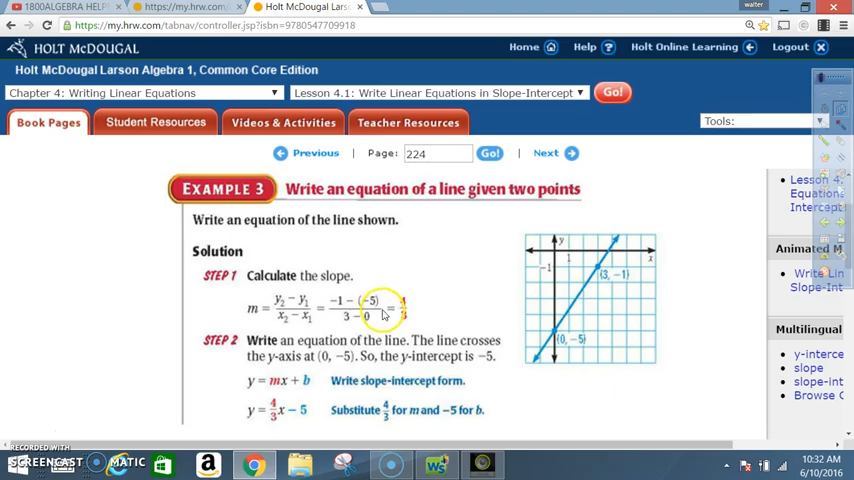 1800ALGEBRA HELP
https://my.hrw.com/tabna
Holt McDougal Lars
walter
https://my.hrw.com/tabnav/controller.jsp?isbn=9780547709918
HOLT McDOUGAL
Home
Help
Holt Online Learning
Logout
Holt McDougal Larson Algebra 1, Common Core Edition
Chapter 4: Writing Linear Equations
Lesson 4.1: Write Linear Equations in Slope-Intercept
Go!
Book Pages
Student Resources
Videos & Activities
Teacher Resources
Tools:
Previous | Page: 224 Go! | Next
EXAMPLE 3 Write an equation of a line given two points
Write an equation of the line shown.
Solution
STEP 1 Calculate the slope.
m = y₂ − y₁ / x₂ − x₁ = −1 − (−5) / 3 − 0 = 4/3
STEP 2 Write an equation of the line. The line crosses
the y-axis at (0, −5). So, the y-intercept is −5.
y = mx + b Write slope-intercept form.
y = 4/3 x − 5 Substitute 4/3 for m and −5 for b.
y
−1
1
x
(3, −1)
(0, −5)
Lesson 4.
Equation
Intercept
Animated M
Write Lin
Multilingual
y-interce
slope
slope-int
Browse C
RECORDED WITH
SCREENCAST MATIC
WS
10:32 AM
6/10/2016